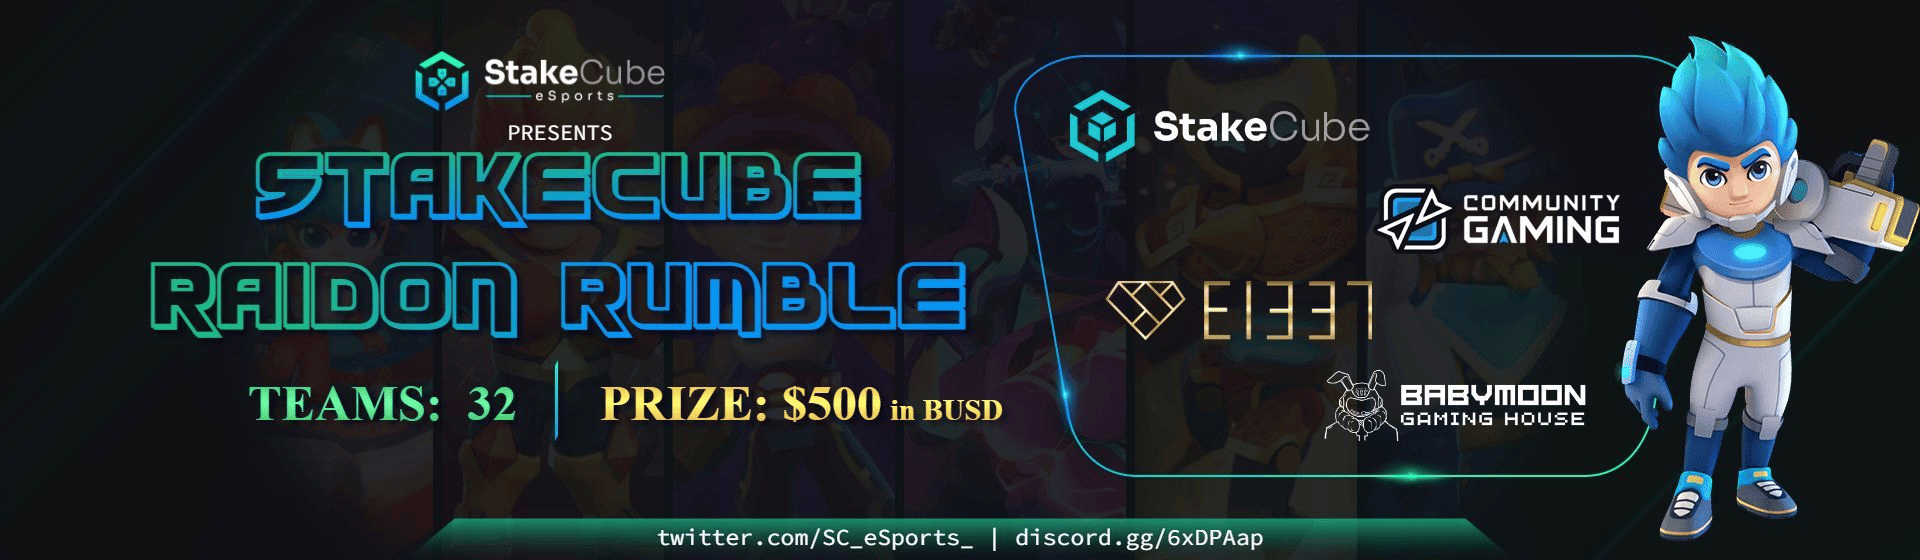 StakeCube
eSports
PRESENTS
STAKECUBE
RAIDON RUMBLE
TEAMS: 32
PRIZE: $500 in BUSD
StakeCube
COMMUNITY
GAMING
E1337
BABYMOON
GAMING HOUSE
twitter.com/SC_eSports_ | discord.gg/6xDPAap